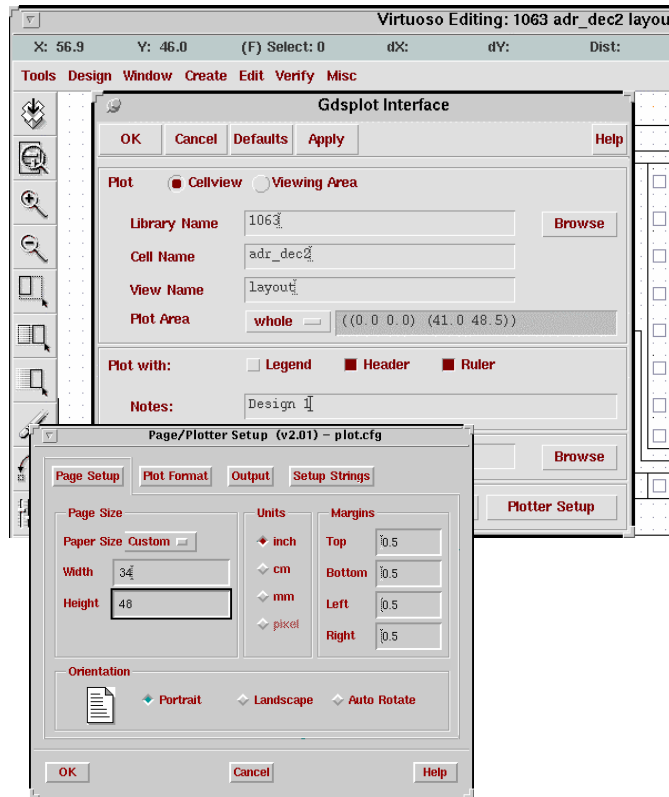 Virtuoso Editing: 1063 adr_dec2 layou
X: 56.9 Y: 46.0 (F) Select: 0 dX: dY: Dist:
Tools Design Window Create Edit Verify Misc
Gdsplot Interface
OK Cancel Defaults Apply Help
Plot Cellview Viewing Area
Library Name 1063 Browse
Cell Name adr_dec2
View Name layout
Plot Area whole ((0.0 0.0) (41.0 48.5))
Plot with: Legend Header Ruler
Notes: Design 1
Browse
Plotter Setup
Page/Plotter Setup (v2.01) – plot.cfg
Page Setup Plot Format Output Setup Strings
Page Size Units Margins
Paper Size Custom inch Top 0.5
Width 34 cm Bottom 0.5
Height 48 mm Left 0.5
pixel Right 0.5
Orientation
Portrait Landscape Auto Rotate
OK Cancel Help